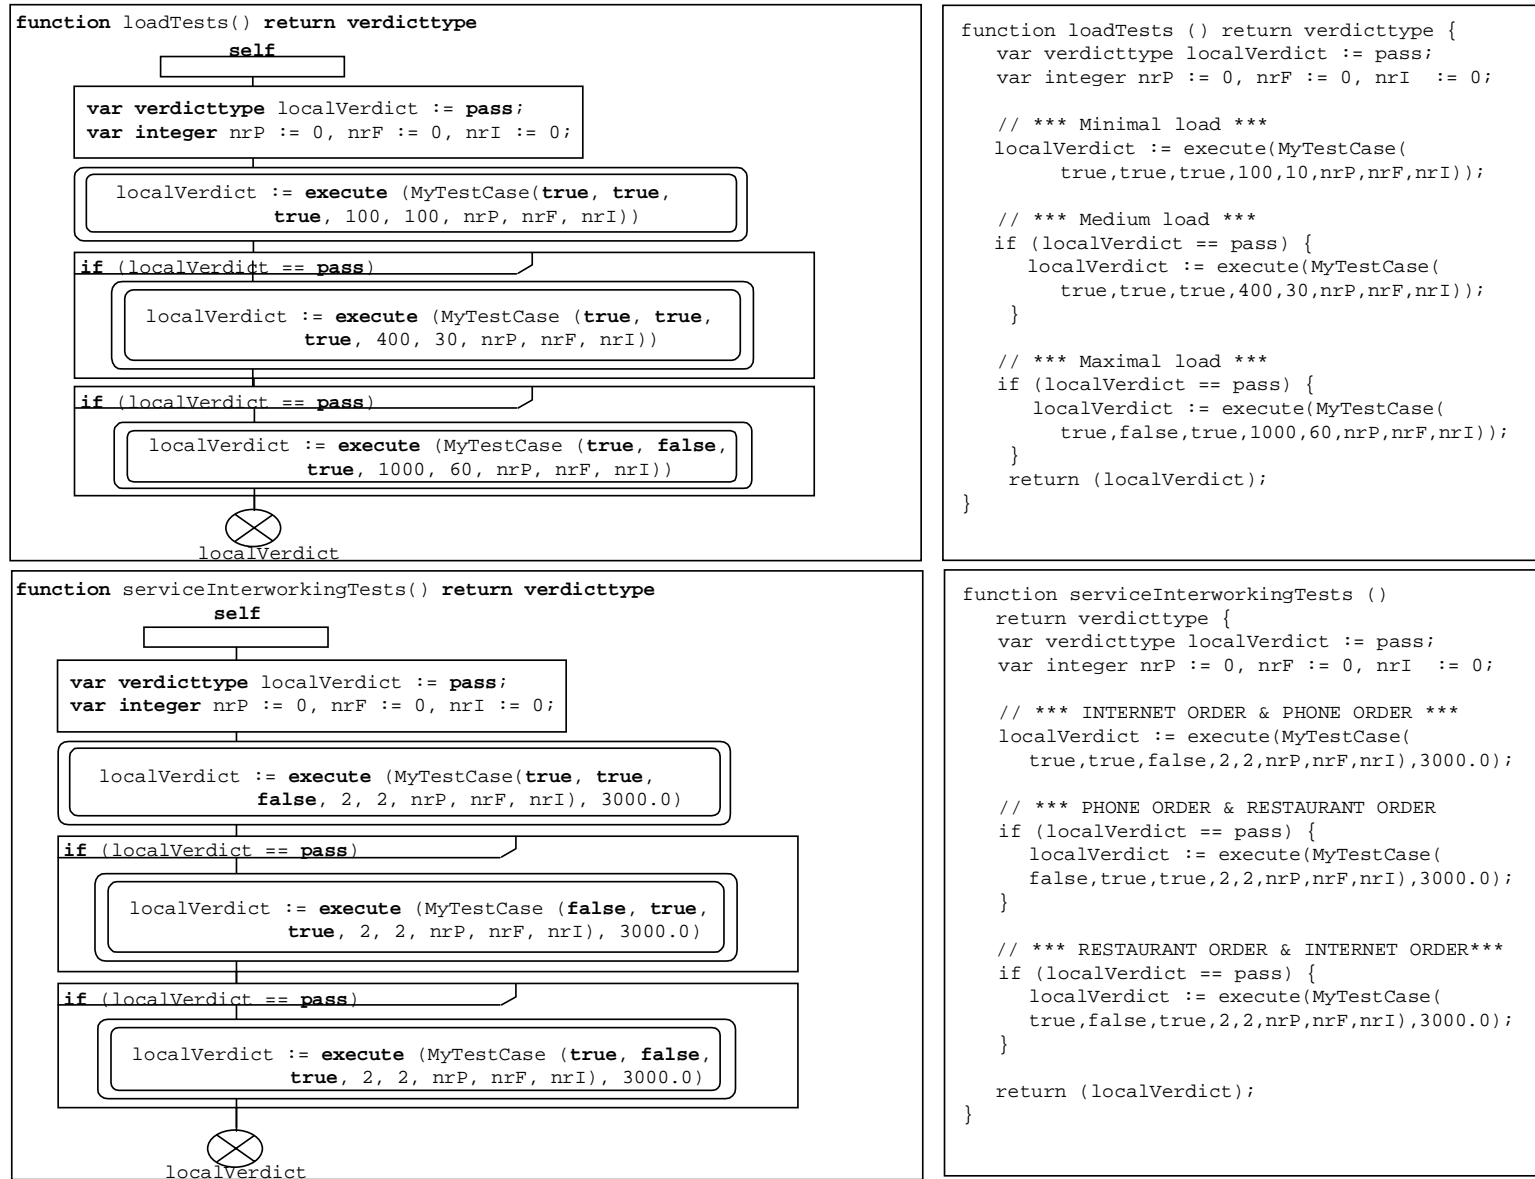 function loadTests() return verdicttype
self
var verdicttype localVerdict := pass;
var integer nrP := 0, nrF := 0, nrI := 0;
localVerdict := execute (MyTestCase(true, true,
true, 100, 100, nrP, nrF, nrI))
if (localVerdict == pass)
localVerdict := execute (MyTestCase (true, true,
true, 400, 30, nrP, nrF, nrI))
if (localVerdict == pass)
localVerdict := execute (MyTestCase (true, false,
true, 1000, 60, nrP, nrF, nrI))
localVerdict
function loadTests () return verdicttype {
var verdicttype localVerdict := pass;
var integer nrP := 0, nrF := 0, nrI  := 0;
// *** Minimal load ***
localVerdict := execute(MyTestCase(
true,true,true,100,10,nrP,nrF,nrI));
// *** Medium load ***
if (localVerdict == pass) {
localVerdict := execute(MyTestCase(
true,true,true,400,30,nrP,nrF,nrI));
}
// *** Maximal load ***
if (localVerdict == pass) {
localVerdict := execute(MyTestCase(
true,false,true,1000,60,nrP,nrF,nrI));
}
return (localVerdict);
}
function serviceInterworkingTests() return verdicttype
self
var verdicttype localVerdict := pass;
var integer nrP := 0, nrF := 0, nrI := 0;
localVerdict := execute (MyTestCase(true, true,
false, 2, 2, nrP, nrF, nrI), 3000.0)
if (localVerdict == pass)
localVerdict := execute (MyTestCase (false, true,
true, 2, 2, nrP, nrF, nrI), 3000.0)
if (localVerdict == pass)
localVerdict := execute (MyTestCase (true, false,
true, 2, 2, nrP, nrF, nrI), 3000.0)
localVerdict
function serviceInterworkingTests ()
return verdicttype {
var verdicttype localVerdict := pass;
var integer nrP := 0, nrF := 0, nrI  := 0;
// *** INTERNET ORDER & PHONE ORDER ***
localVerdict := execute(MyTestCase(
true,true,false,2,2,nrP,nrF,nrI),3000.0);
// *** PHONE ORDER & RESTAURANT ORDER
if (localVerdict == pass) {
localVerdict := execute(MyTestCase(
false,true,true,2,2,nrP,nrF,nrI),3000.0);
}
// *** RESTAURANT ORDER & INTERNET ORDER***
if (localVerdict == pass) {
localVerdict := execute(MyTestCase(
true,false,true,2,2,nrP,nrF,nrI),3000.0);
}
return (localVerdict);
}